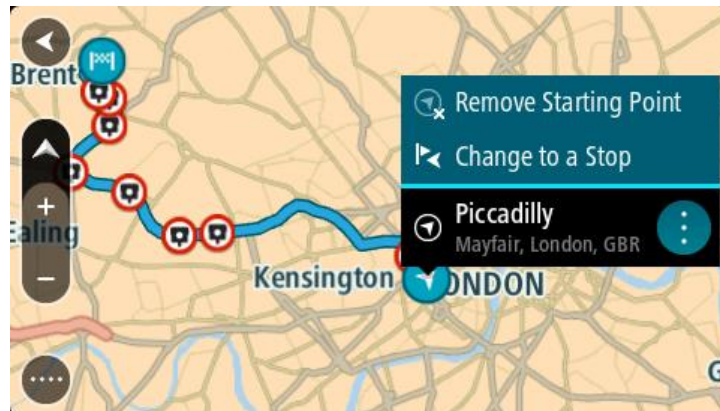 Brent
Remove Starting Point
Change to a Stop
Piccadilly
Mayfair, London, GBR
Ealing
Kensington
ONDON
G